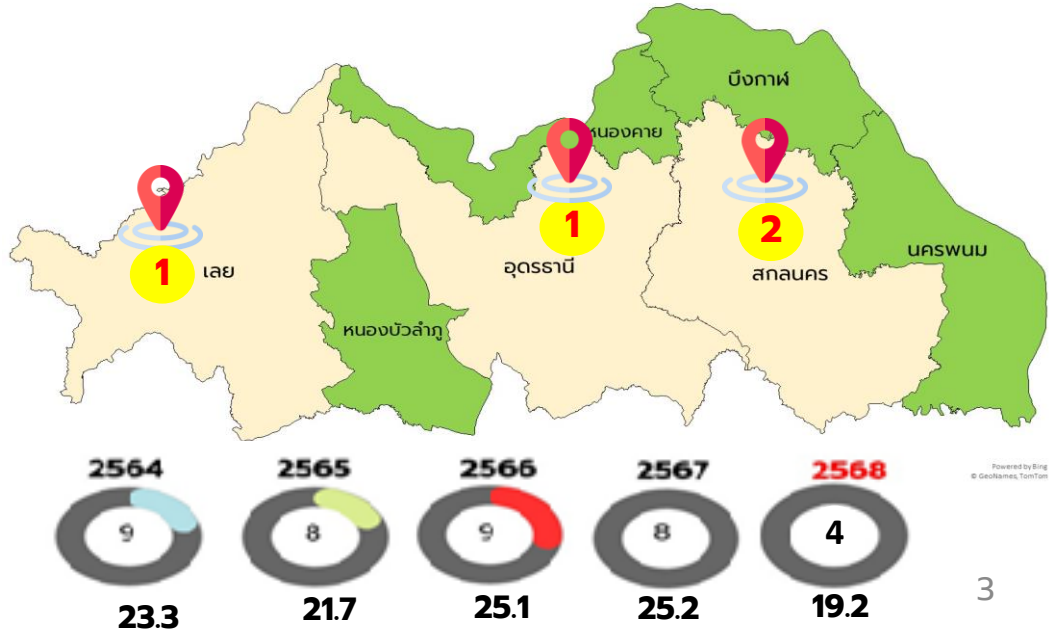 บึงกาฬ
หนองคาย
นครพนม
1
1
2
เลย
อุดรธานี
สกลนคร
หนองบัวลำภู
2564 2565 2566 2567 2568
Powered by Bing
© GeoNames, TomTom
9 8 9 8 4
23.3 21.7 25.1 25.2 19.2
3